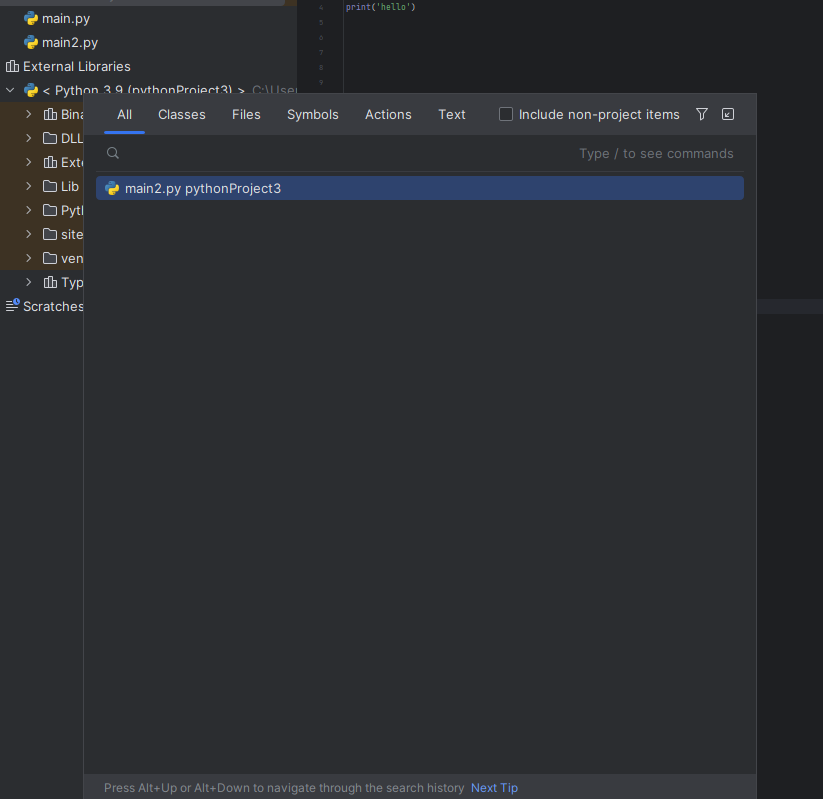 main.py
main2.py
External Libraries
< Python 3.9 (pythonProject3) > C:\User
Bina
DLL
Exte
Lib
Pyth
site
ven
Typ
Scratches
4 print('hello')
5
6
7
8
9
All Classes Files Symbols Actions Text Include non-project items
Type / to see commands
main2.py pythonProject3
Press Alt+Up or Alt+Down to navigate through the search history Next Tip